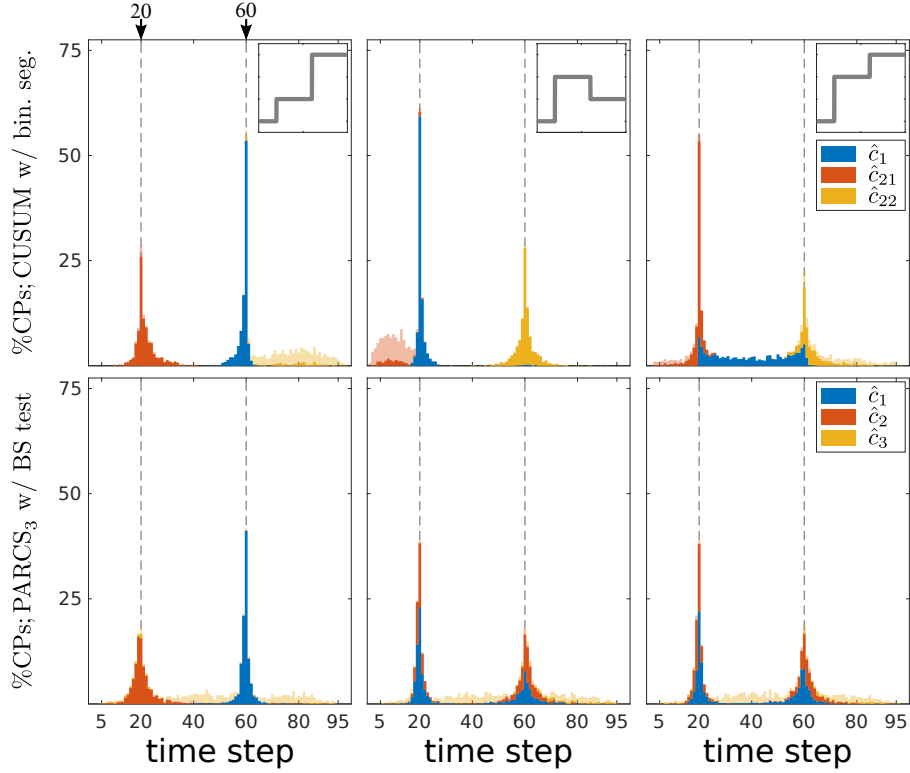 20 60
%CPs; CUSUM w/ bin. seg.
75
50
25
ĉ₁
ĉ₂₁
ĉ₂₂
%CPs; PARCS₃ w/ BS test
75
50
25
ĉ₁
ĉ₂
ĉ₃
5 20 40 60 80 95 5 20 40 60 80 95 5 20 40 60 80 95
time step time step time step